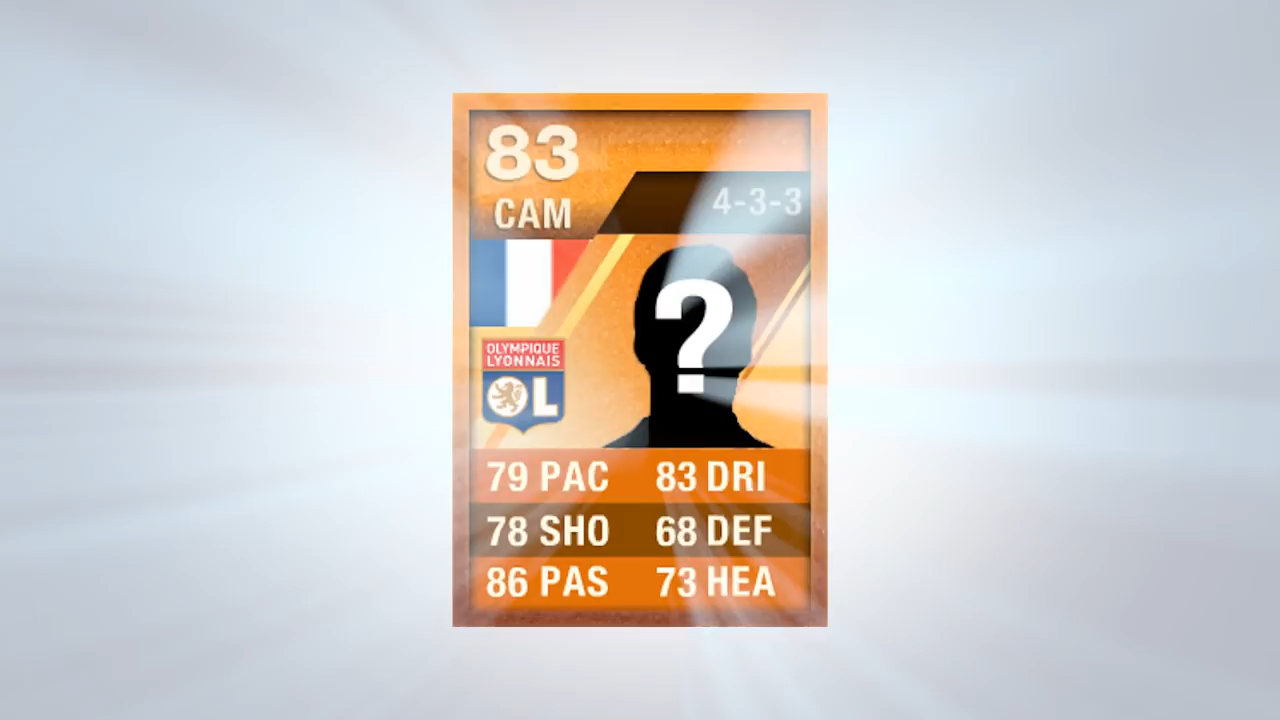 83
CAM
4-3-3
?
OLYMPIQUE
LYONNAIS
OL
79 PAC 83 DRI
78 SHO 68 DEF
86 PAS 73 HEA